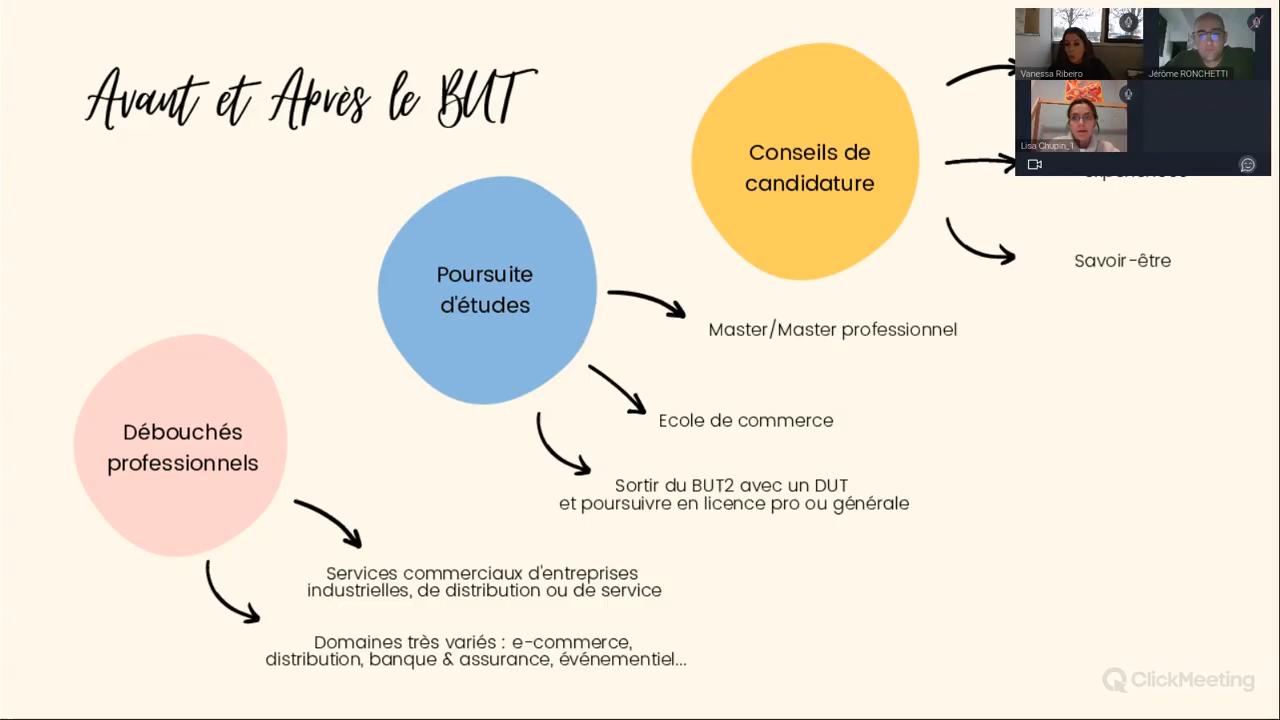 Avant et Après le BUT
Conseils de
candidature
Savoir-être
Poursuite
d'études
Master/Master professionnel
Ecole de commerce
Sortir du BUT2 avec un DUT
et poursuivre en licence pro ou générale
Débouchés
professionnels
Services commerciaux d'entreprises
industrielles, de distribution ou de service
Domaines très variés : e-commerce,
distribution, banque & assurance, événementiel...
Vanessa Ribeiro
Jérôme RONCHETTI
Lisa Chupin_1
ClickMeeting